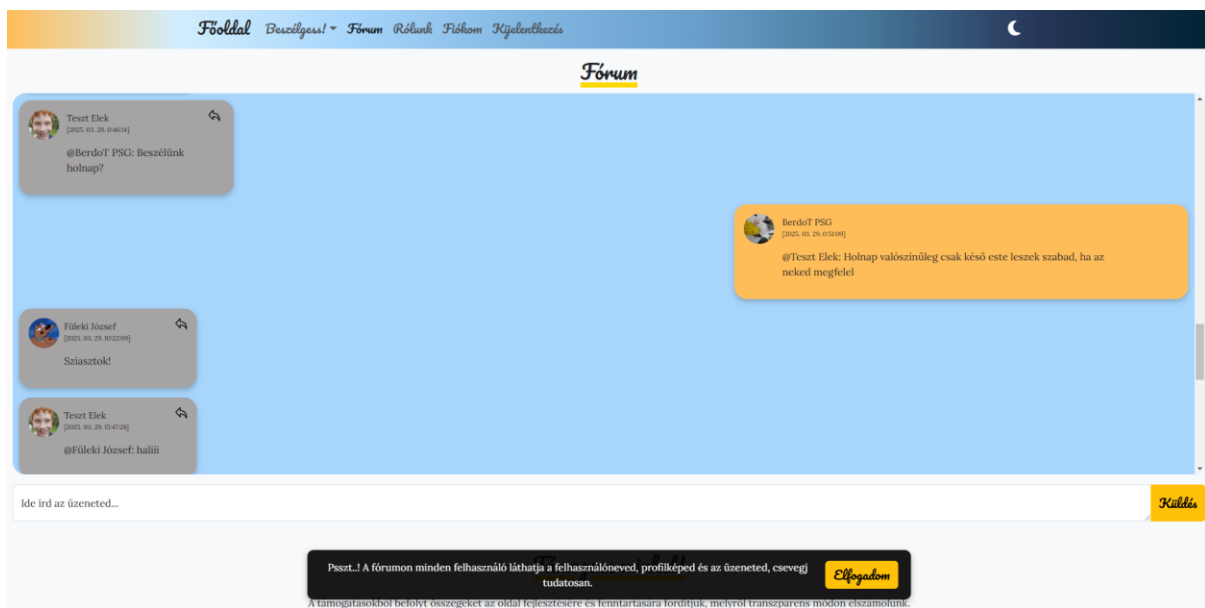 Főoldal Beszélgess! Fórum Rólunk Fiókom Kijelentkezés
Fórum
Teszt Elek
[2025. 03. 29. 0:46:14]
@BerdoT PSG: Beszélünk
holnap?
BerdoT PSG
[2025. 03. 29. 0:51:09]
@Teszt Elek: Holnap valószínűleg csak késő este leszek szabad, ha az
neked megfelel
Füleki József
[2025. 03. 29. 10:22:09]
Sziasztok!
Teszt Elek
[2025. 03. 29. 15:47:28]
@Füleki József: haliii
Ide írd az üzeneted...
Küldés
Psszt..! A fórumon minden felhasználó láthatja a felhasználóneved, profilképed és az üzeneted, csevegj
tudatosan.
Elfogadom
A támogatásokból befolyt összegeket az oldal fejlesztésére és fenntartására fordítjuk, melyről transzparens módon elszámolunk.